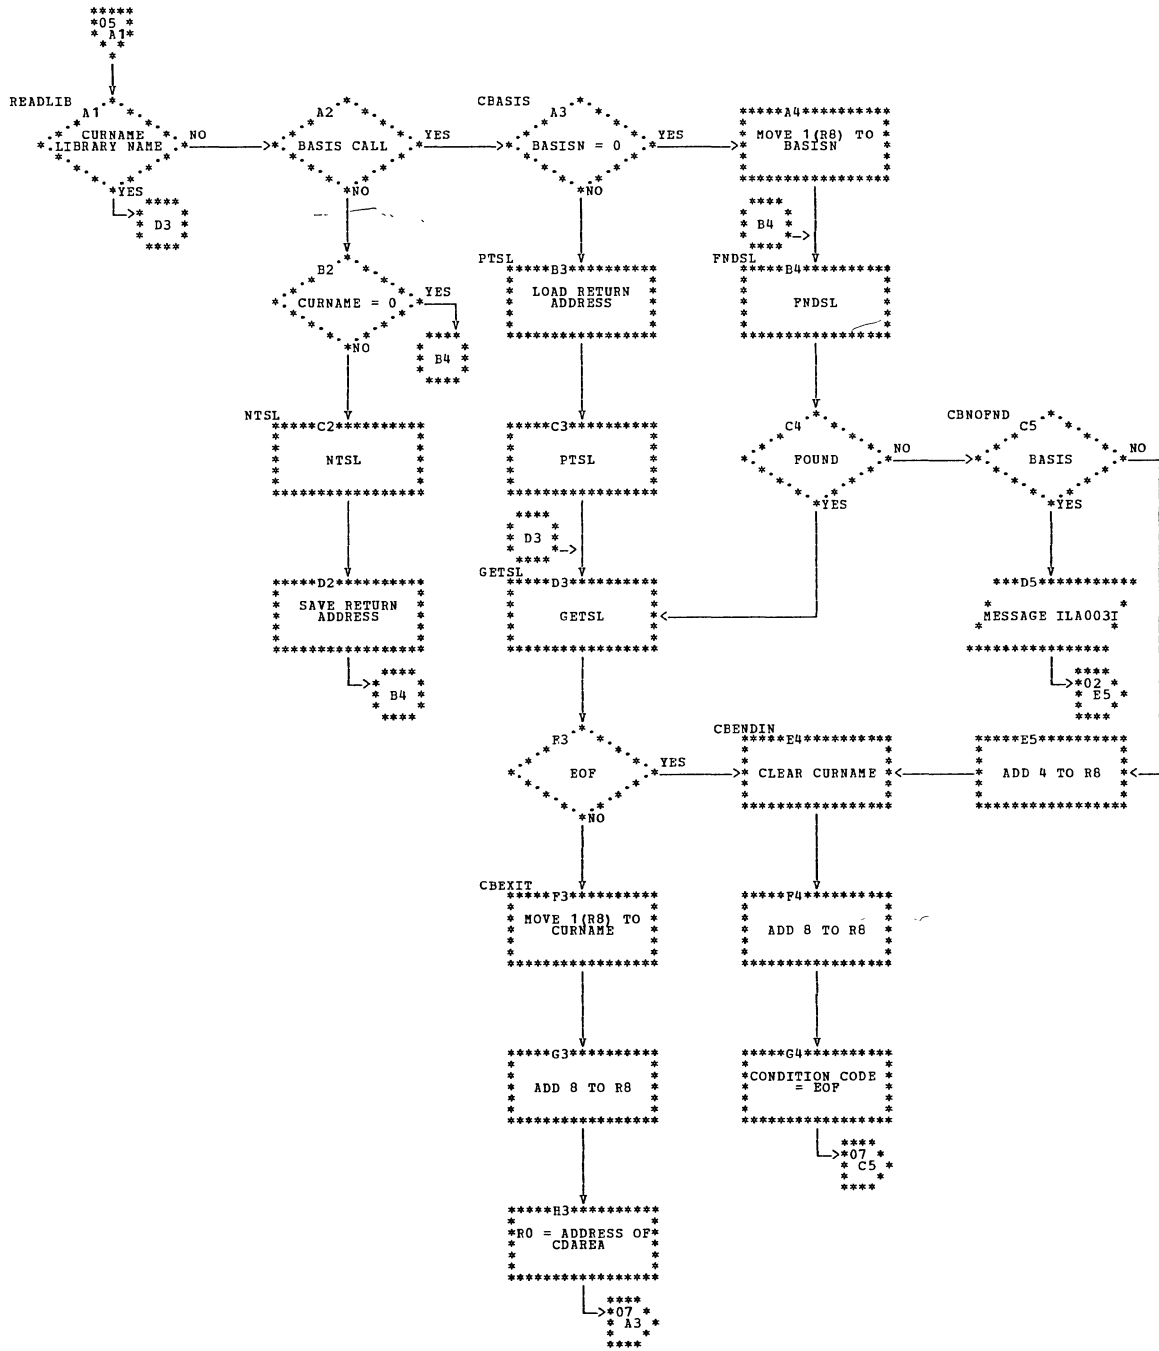 05
A1
READLIB
A1
CURNAME
LIBRARY NAME
NO
YES
D3
A2
BASIS CALL
YES
NO
CBASIS
A3
BASISN = 0
YES
NO
A4
MOVE 1(R8) TO
BASISN
B4
B2
CURNAME = 0
YES
NO
B4
PTSL
B3
LOAD RETURN
ADDRESS
FNDSL
B4
FNDSL
NTSL
C2
NTSL
C3
PTSL
C4
FOUND
NO
YES
CBNOFND
C5
BASIS
NO
YES
D3
D2
SAVE RETURN
ADDRESS
B4
GETSL
D3
GETSL
D5
MESSAGE ILA003I
02
E5
E3
EOF
YES
NO
CBENDIN
E4
CLEAR CURNAME
E5
ADD 4 TO R8
CBEXIT
F3
MOVE 1(R8) TO
CURNAME
F4
ADD 8 TO R8
G3
ADD 8 TO R8
G4
CONDITION CODE
= EOF
07
C5
H3
R0 = ADDRESS OF
CDAREA
07
A3